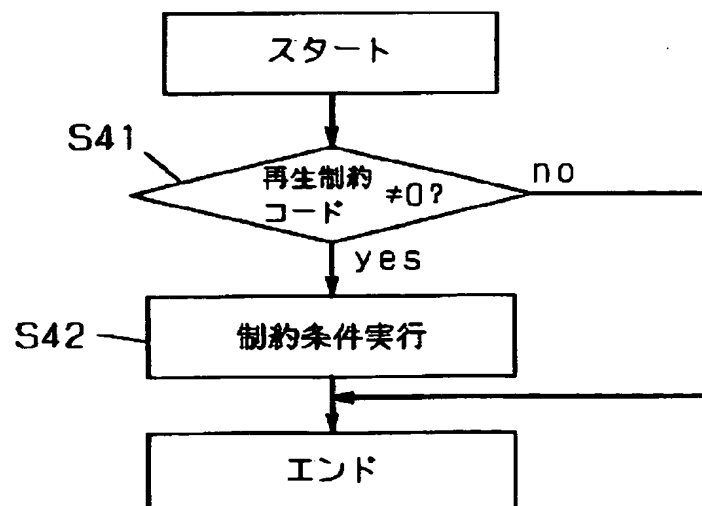 スタート
S41
再生制約
コード ≠0?
no
yes
S42
制約条件実行
エンド